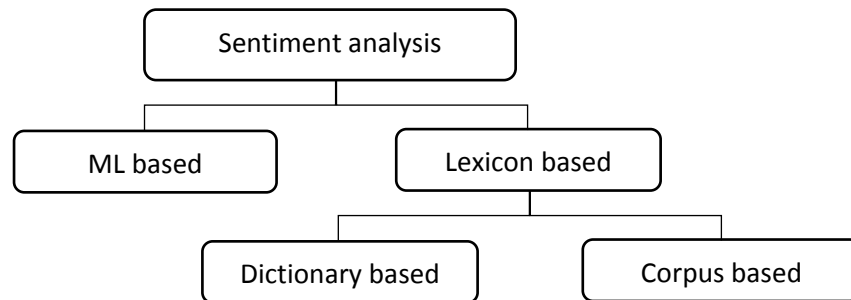 Sentiment analysis
ML based
Lexicon based
Dictionary based
Corpus based